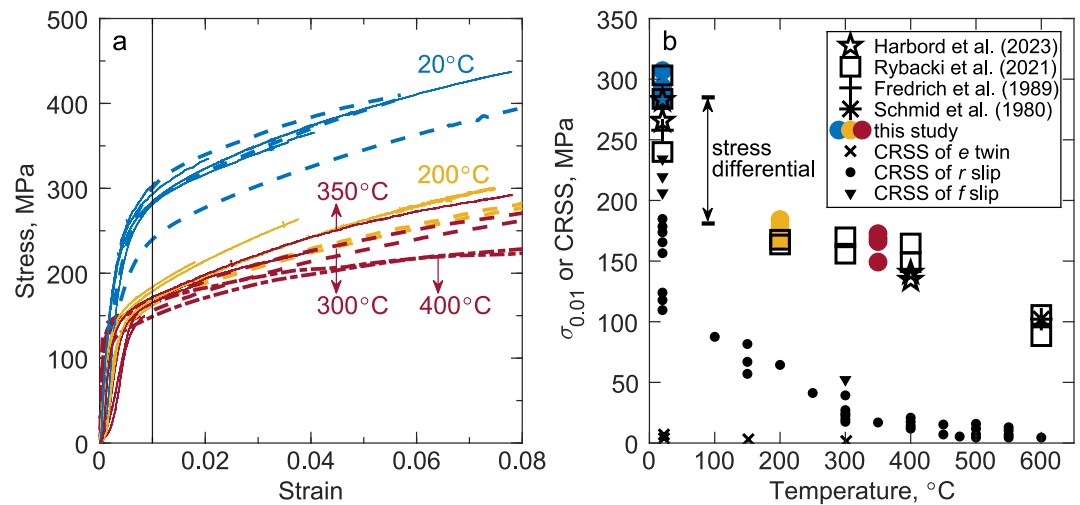 a
20°C
200°C
350°C
300°C
400°C
500
400
300
200
100
0
0
0.02
0.04
0.06
0.08
Stress, MPa
Strain
b
Harbord et al. (2023)
Rybacki et al. (2021)
Fredrich et al. (1989)
Schmid et al. (1980)
this study
CRSS of e twin
CRSS of r slip
CRSS of f slip
stress
differential
350
300
250
200
150
100
50
0
0
100
200
300
400
500
600
σ0.01 or CRSS, MPa
Temperature, °C